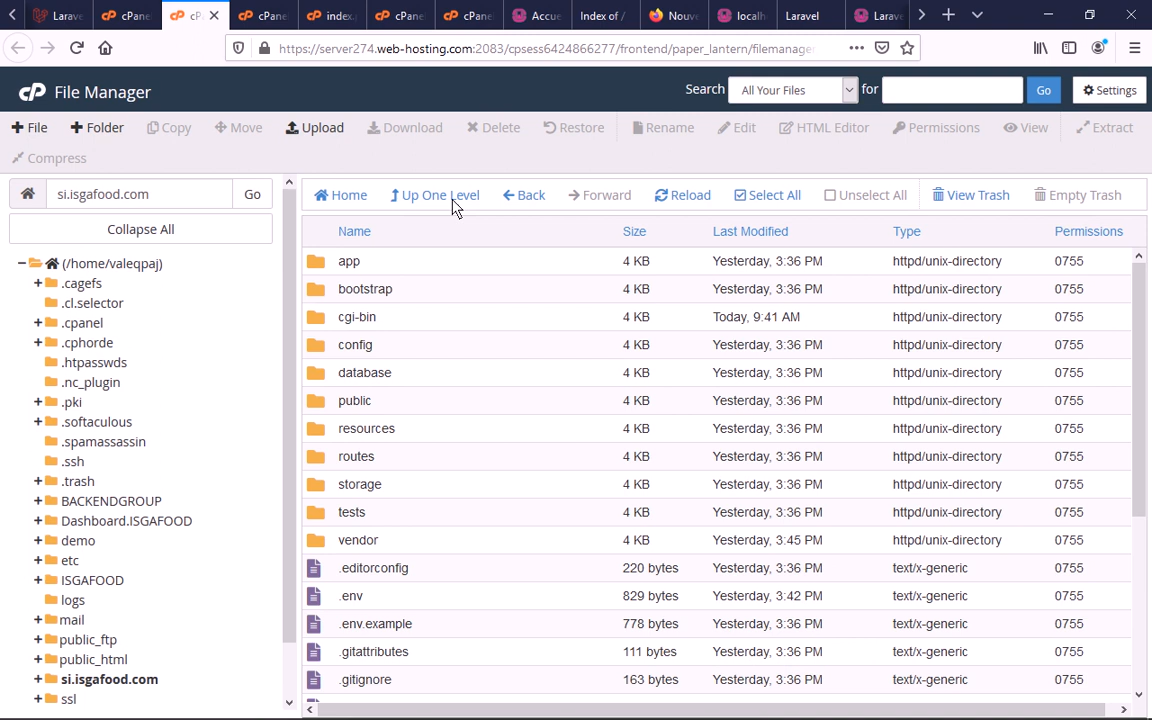 Larave
cPane
cP
cPane
index.
cPane
cPane
Accue
Index of /
Nouv
localh
Laravel
Larave
https://server274.web-hosting.com:2083/cpsess6424866277/frontend/paper_lantern/filemanager
cP File Manager
Search All Your Files for Go Settings
File Folder Copy Move Upload Download Delete Restore Rename Edit HTML Editor Permissions View Extract
Compress
si.isgafood.com Go
Collapse All
(/home/valeqpaj)
.cagefs
.cl.selector
.cpanel
.cphorde
.htpasswds
.nc_plugin
.pki
.softaculous
.spamassassin
.ssh
.trash
BACKENDGROUP
Dashboard.ISGAFOOD
demo
etc
ISGAFOOD
logs
mail
public_ftp
public_html
si.isgafood.com
ssl
Home Up One Level Back Forward Reload Select All Unselect All View Trash Empty Trash
Name Size Last Modified Type Permissions
app 4 KB Yesterday, 3:36 PM httpd/unix-directory 0755
bootstrap 4 KB Yesterday, 3:36 PM httpd/unix-directory 0755
cgi-bin 4 KB Today, 9:41 AM httpd/unix-directory 0755
config 4 KB Yesterday, 3:36 PM httpd/unix-directory 0755
database 4 KB Yesterday, 3:36 PM httpd/unix-directory 0755
public 4 KB Yesterday, 3:36 PM httpd/unix-directory 0755
resources 4 KB Yesterday, 3:36 PM httpd/unix-directory 0755
routes 4 KB Yesterday, 3:36 PM httpd/unix-directory 0755
storage 4 KB Yesterday, 3:36 PM httpd/unix-directory 0755
tests 4 KB Yesterday, 3:36 PM httpd/unix-directory 0755
vendor 4 KB Yesterday, 3:45 PM httpd/unix-directory 0755
.editorconfig 220 bytes Yesterday, 3:36 PM text/x-generic 0755
.env 829 bytes Yesterday, 3:42 PM text/x-generic 0755
.env.example 778 bytes Yesterday, 3:36 PM text/x-generic 0755
.gitattributes 111 bytes Yesterday, 3:36 PM text/x-generic 0755
.gitignore 163 bytes Yesterday, 3:36 PM text/x-generic 0755